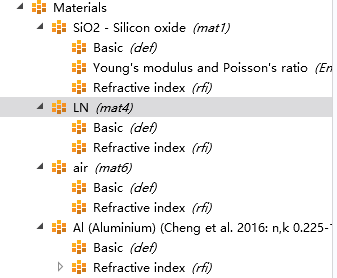 Materials
SiO2 - Silicon oxide (mat1)
Basic (def)
Young's modulus and Poisson's ratio (En
Refractive index (rfi)
LN (mat4)
Basic (def)
Refractive index (rfi)
air (mat6)
Basic (def)
Refractive index (rfi)
Al (Aluminium) (Cheng et al. 2016: n,k 0.225-1
Basic (def)
Refractive index (rfi)